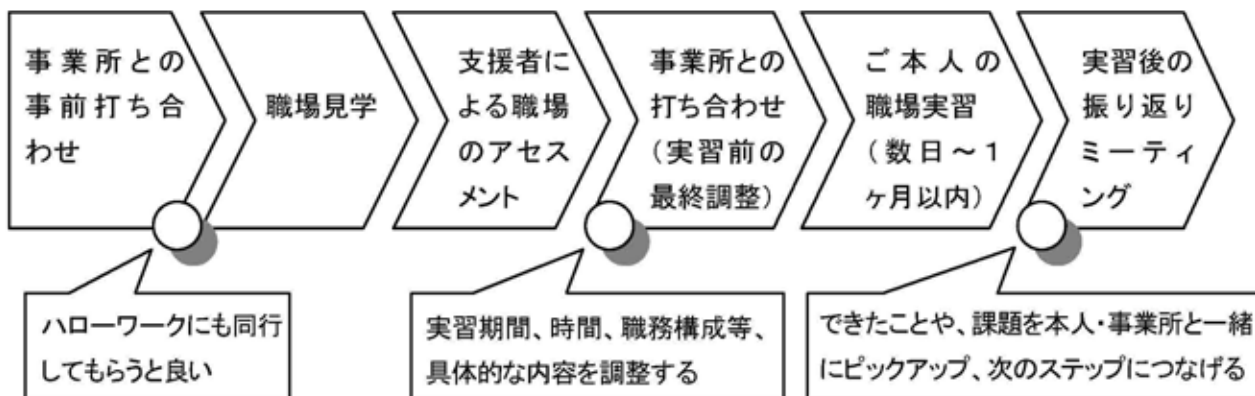 事業所との
事前打ち合
わせ
職場見学
支援者に
よる職場
のアセス
メント
事業所との
打ち合わせ
(実習前の
最終調整)
ご本人の
職場実習
(数日～1
ヶ月以内)
実習後の
振り返り
ミーティ
ング
ハローワークにも同行
してもらうと良い
実習期間、時間、職務構成等、
具体的な内容を調整する
できたことや、課題を本人・事業所と一緒
にピックアップ、次のステップにつなげる